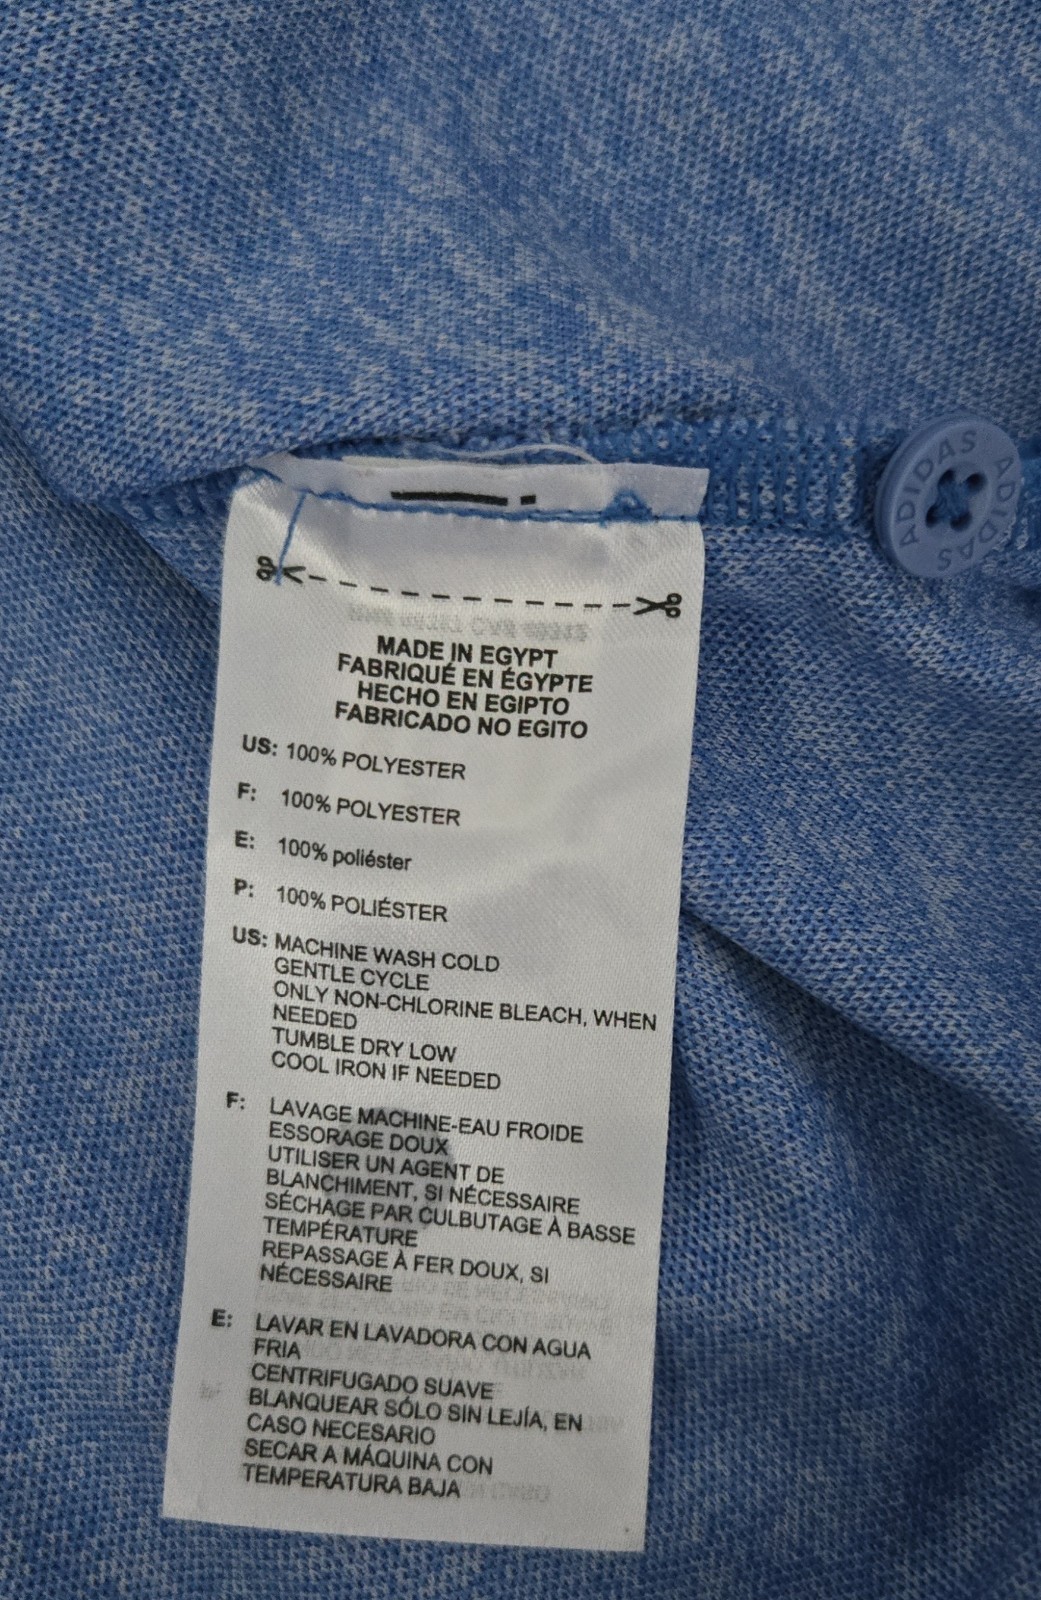 ADIDAS ADIDAS
MADE IN EGYPT
FABRIQUÉ EN ÉGYPTE
HECHO EN EGIPTO
FABRICADO NO EGITO
US: 100% POLYESTER
F: 100% POLYESTER
E: 100% poliéster
P: 100% POLIÉSTER
US: MACHINE WASH COLD
GENTLE CYCLE
ONLY NON-CHLORINE BLEACH, WHEN
NEEDED
TUMBLE DRY LOW
COOL IRON IF NEEDED
F: LAVAGE MACHINE-EAU FROIDE
ESSORAGE DOUX
UTILISER UN AGENT DE
BLANCHIMENT, SI NÉCESSAIRE
SÉCHAGE PAR CULBUTAGE À BASSE
TEMPÉRATURE
REPASSAGE À FER DOUX, SI
NÉCESSAIRE
E: LAVAR EN LAVADORA CON AGUA
FRIA
CENTRIFUGADO SUAVE
BLANQUEAR SÓLO SIN LEJÍA, EN
CASO NECESARIO
SECAR A MÁQUINA CON
TEMPERATURA BAJA